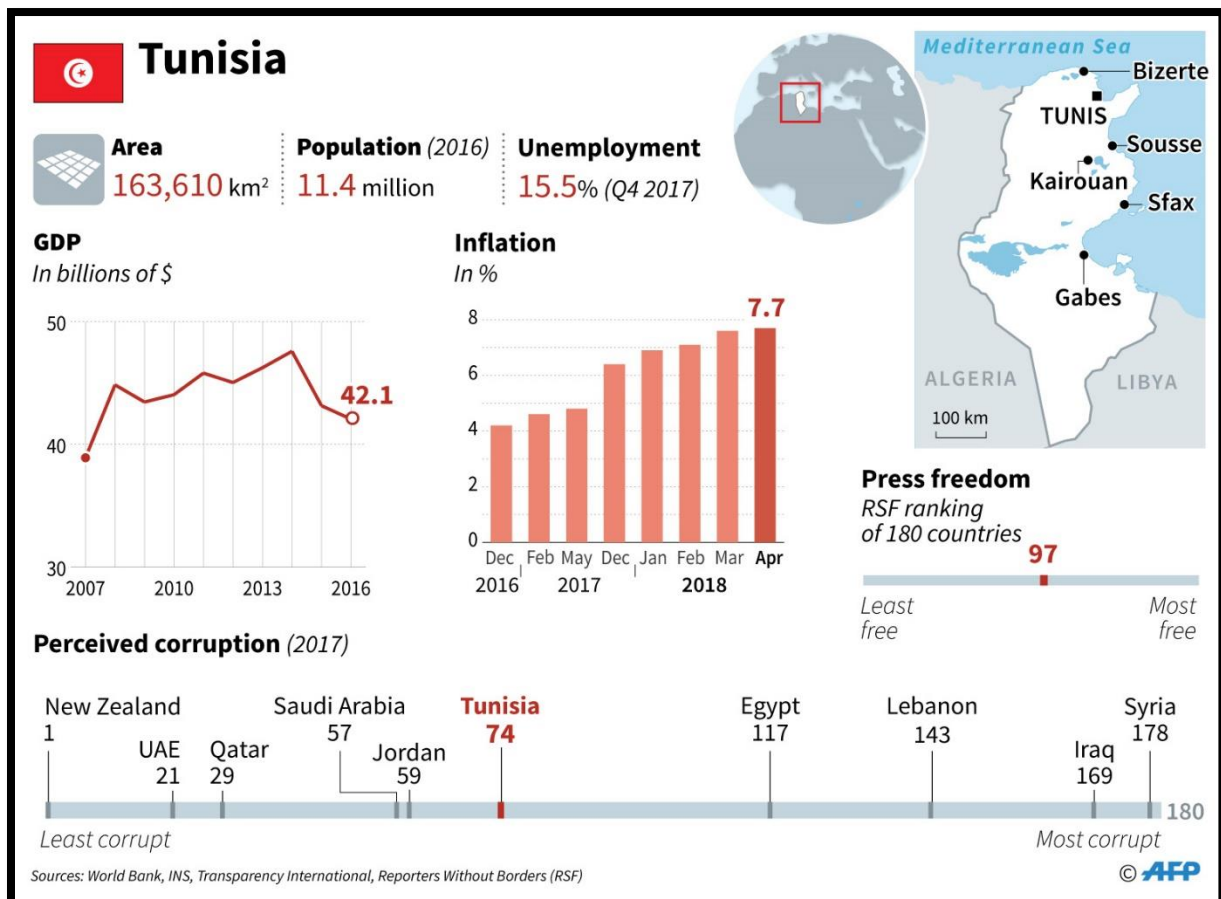 Tunisia
Area
163,610 km²
Population (2016)
11.4 million
Unemployment
15.5% (Q4 2017)
Mediterranean Sea
Bizerte
TUNIS
Sousse
Kairouan
Sfax
Gabes
ALGERIA
LIBYA
100 km
GDP
In billions of $
50
40
30
42.1
2007 2010 2013 2016
Inflation
In %
8
6
4
2
0
7.7
Dec Feb May Dec Jan Feb Mar Apr
2016 2017 2018
Press freedom
RSF ranking
of 180 countries
97
Least
free
Most
free
Perceived corruption (2017)
New Zealand
1
UAE
21
Qatar
29
Saudi Arabia
57
Jordan
59
Tunisia
74
Egypt
117
Lebanon
143
Iraq
169
Syria
178
180
Least corrupt
Most corrupt
Sources: World Bank, INS, Transparency International, Reporters Without Borders (RSF)
© AFP